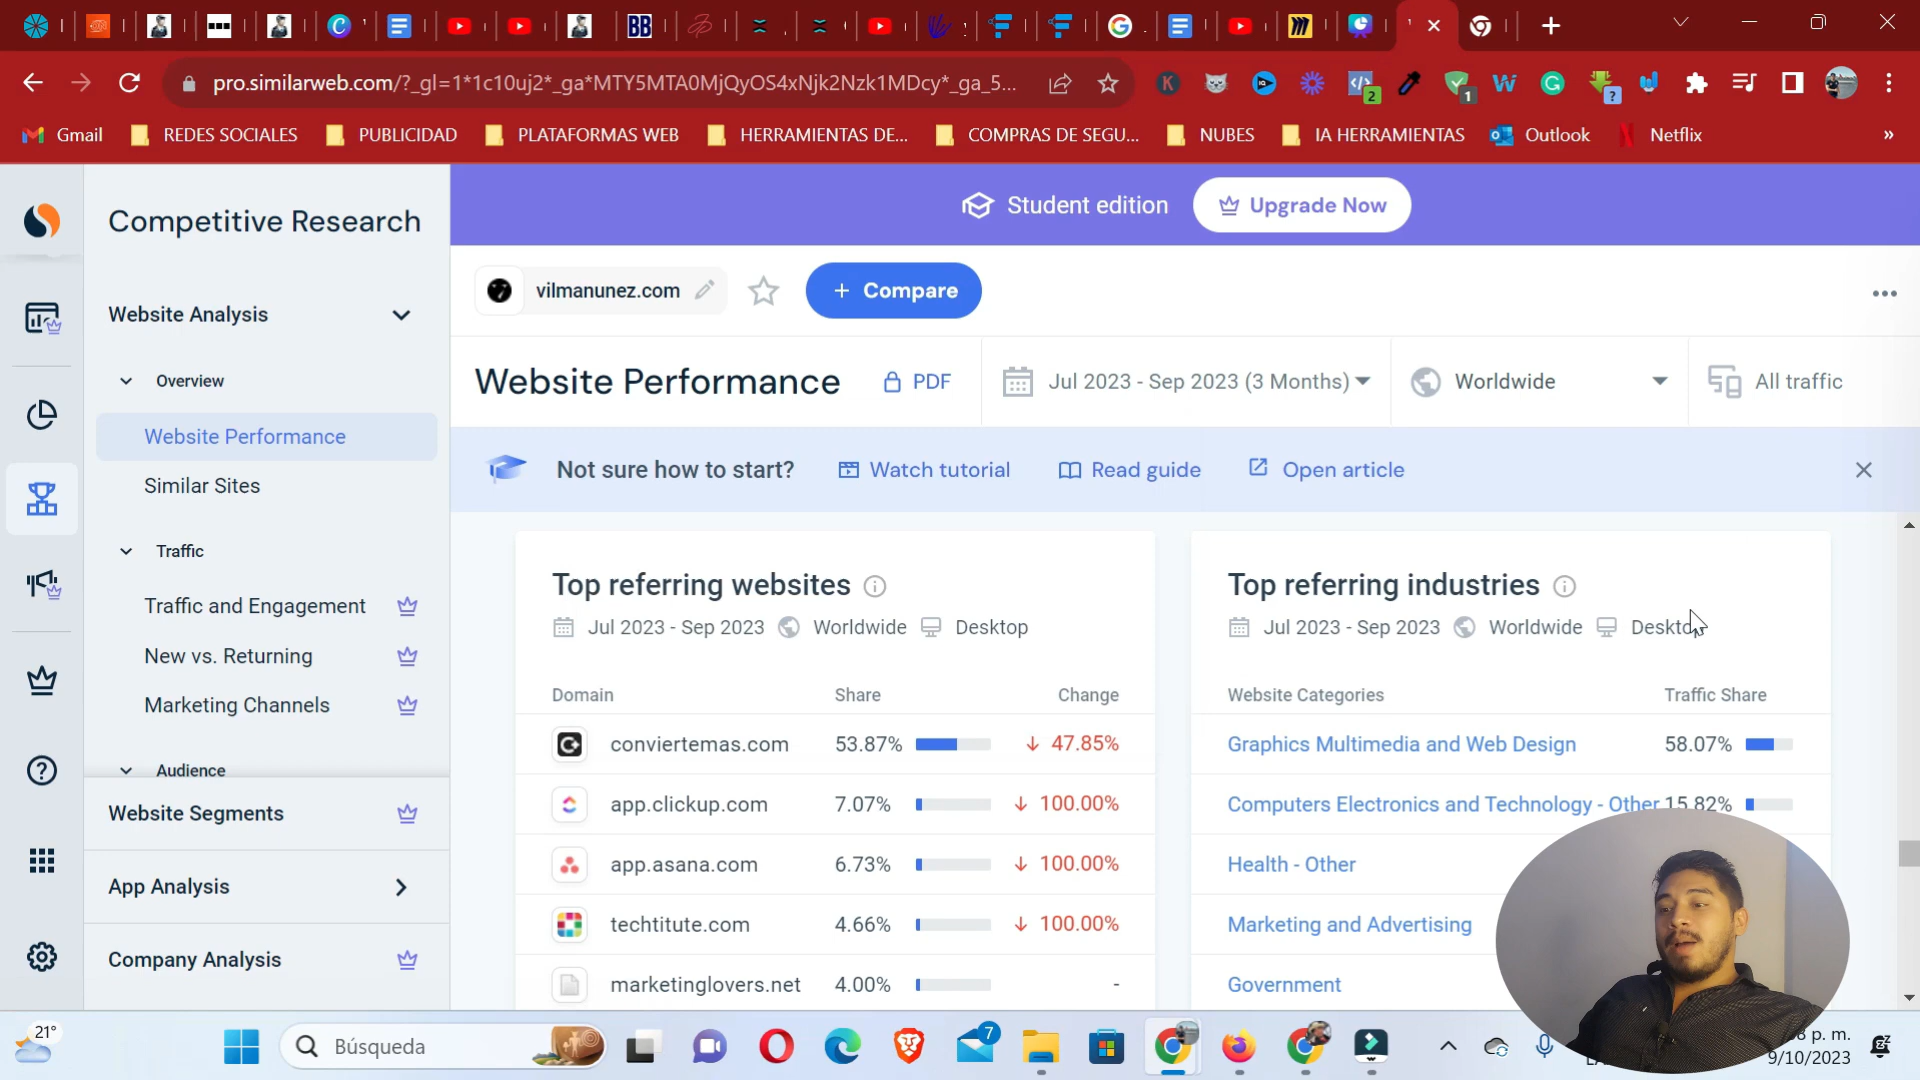 pro.similarweb.com/?_gl=1*1c10uj2*_ga*MTY5MTA0MjQyOS4xNjk2Nzk1MDcy*_ga_5...
2
1
?
Gmail REDES SOCIALES PUBLICIDAD PLATAFORMAS WEB HERRAMIENTAS DE... COMPRAS DE SEGU... NUBES IA HERRAMIENTAS Outlook Netflix »
Student edition Upgrade Now
Competitive Research
vilmanunez.com + Compare
Website Analysis
Overview
Website Performance
Similar Sites
Traffic
Traffic and Engagement
New vs. Returning
Marketing Channels
Audience
Website Segments
App Analysis
Company Analysis
Website Performance PDF Jul 2023 - Sep 2023 (3 Months) Worldwide All traffic
Not sure how to start? Watch tutorial Read guide Open article
Top referring websites
Jul 2023 - Sep 2023 Worldwide Desktop
Domain Share Change
conviertemas.com 53.87% ↓ 47.85%
app.clickup.com 7.07% ↓ 100.00%
app.asana.com 6.73% ↓ 100.00%
techtitute.com 4.66% ↓ 100.00%
marketinglovers.net 4.00% -
Top referring industries
Jul 2023 - Sep 2023 Worldwide
Website Categories Traffic Share
Graphics Multimedia and Web Design 58.07%
Computers Electronics and Technology - Other 15.82%
Health - Other
Marketing and Advertising
Government
21°
Búsqueda
7
p. m.
9/10/2023